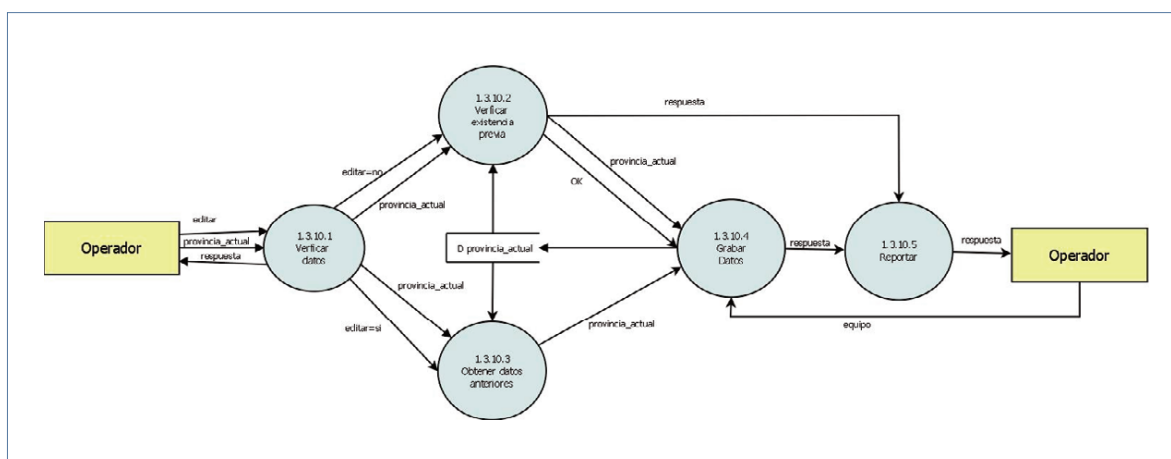 1.3.10.2
Verficar
existencia
previa
respuesta
provincia_actual
OK
editar=no
provincia_actual
editar
provincia_actual
respuesta
Operador
1.3.10.1
Verficar
datos
D provincia_actual
1.3.10.4
Grabar
Datos
respuesta
1.3.10.5
Reportar
respuesta
Operador
provincia_actual
editar=si
provincia_actual
equipo
1.3.10.3
Obtener datos
anteriores